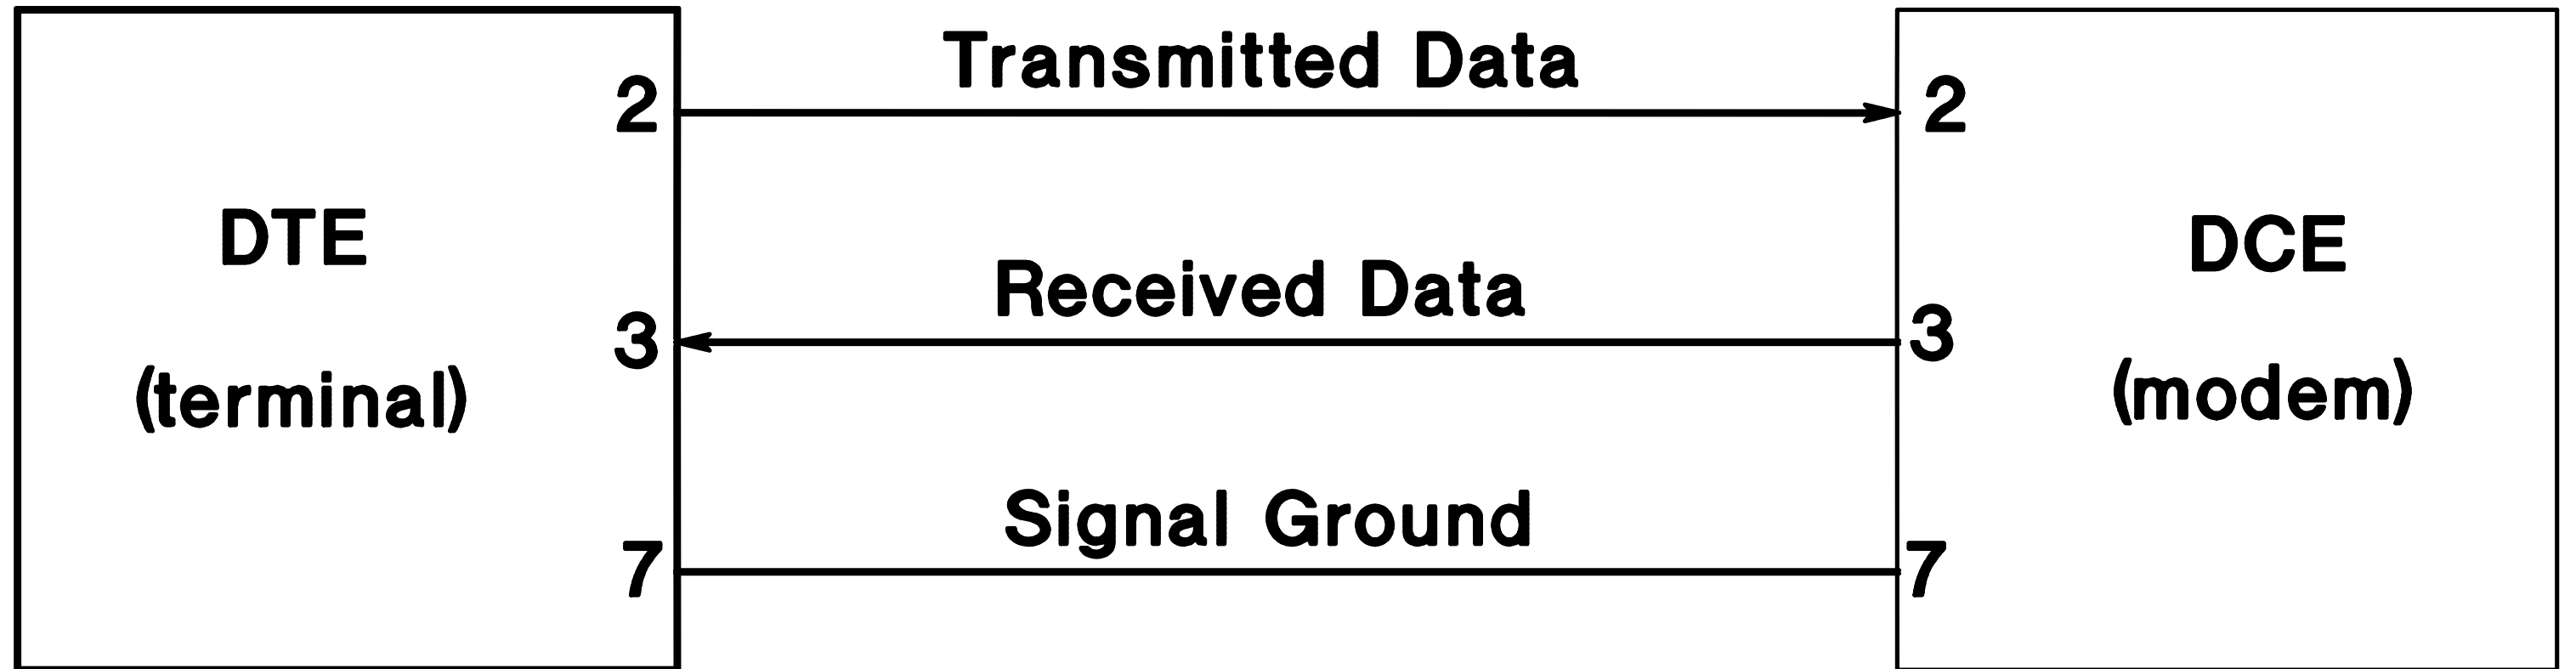 Transmitted Data
2
2
DTE
DCE
Received Data
3
3
(terminal)
(modem)
Signal Ground
7
7